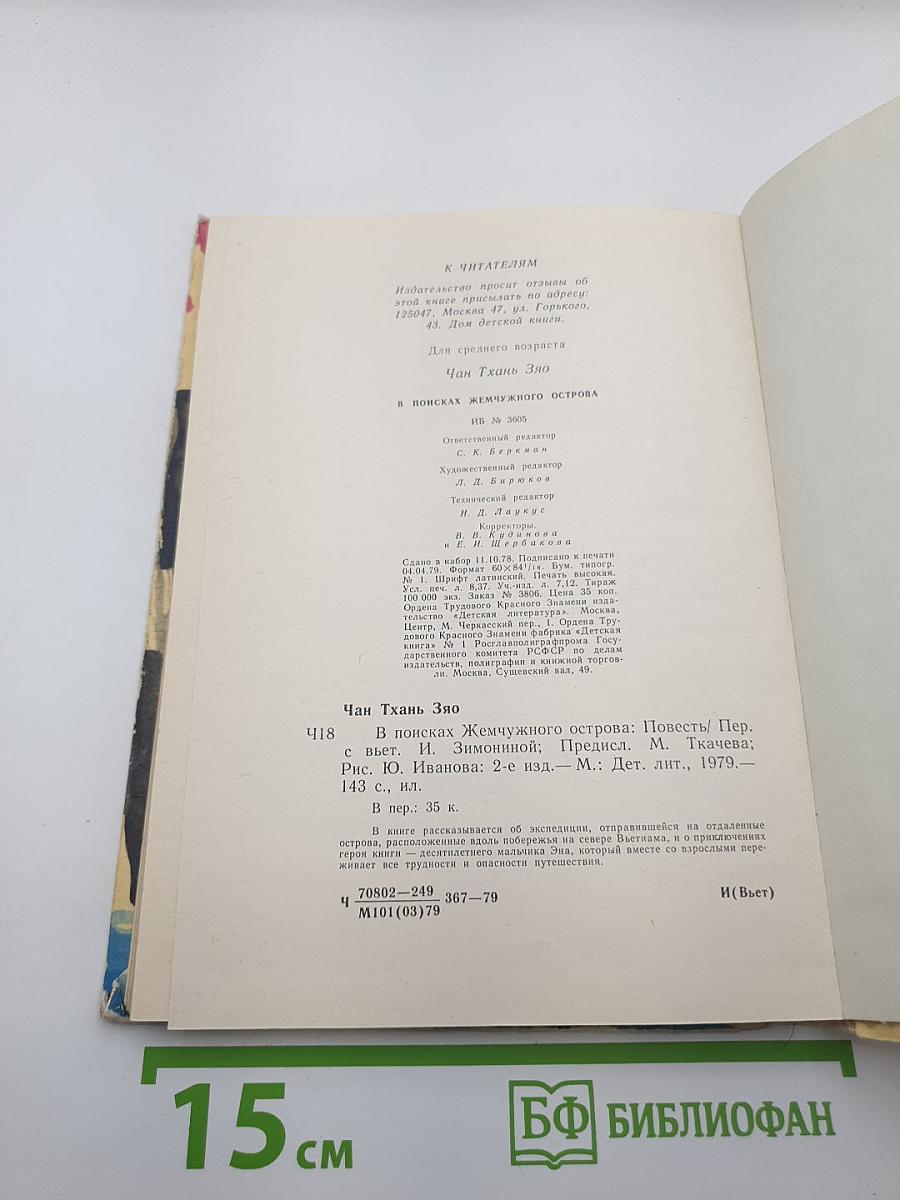 К ЧИТАТЕЛЯМ
Издательство просит отзывы об
этой книге присылать по адресу:
125047, Москва 47, ул. Горького,
43. Дом детской книги.
Для среднего возраста
Чан Тхань Зяо
В ПОИСКАХ ЖЕМЧУЖНОГО ОСТРОВА
ИБ № 3605
Ответственный редактор
С. К. Беркман
Художественный редактор
Л. Д. Бирюков
Технический редактор
Н. Д. Лаукус
Корректоры.
В. В. Кудинова
и Е. И. Щербакова
Сдано в набор 11.10.78. Подписано к печати
04.04.79. Формат 60×84¹/₁₆. Бум. типогр.
№ 1. Шрифт латинский. Печать высокая.
Усл. печ. л. 8,37. Уч.-изд. л. 7,12. Тираж
100 000 экз. Заказ № 3806. Цена 35 коп.
Ордена Трудового Красного Знамени изда-
тельство «Детская литература». Москва,
Центр, М. Черкасский пер., 1. Ордена Тру-
дового Красного Знамени фабрика «Детская
книга» № 1 Росглавполиграфпрома Госу-
дарственного комитета РСФСР по делам
издательств, полиграфии и книжной торгов-
ли. Москва, Сущевский вал, 49.
Чан Тхань Зяо
Ч18 В поисках Жемчужного острова: Повесть/ Пер.
с вьет. И. Зимониной; Предисл. М. Ткачева;
Рис. Ю. Иванова: 2-е изд.— М.: Дет. лит., 1979.—
143 с., ил.
В пер.: 35 к.
В книге рассказывается об экспедиции, отправившейся на отдаленные
острова, расположенные вдоль побережья на севере Вьетнама, и о приключениях
героя книги — десятилетнего мальчика Эна, который вместе со взрослыми пере-
живает все трудности и опасности путешествия.
Ч 70802—249 367—79 И(Вьет)
М101(03)79
15 см
БФ БИБЛИОФАН